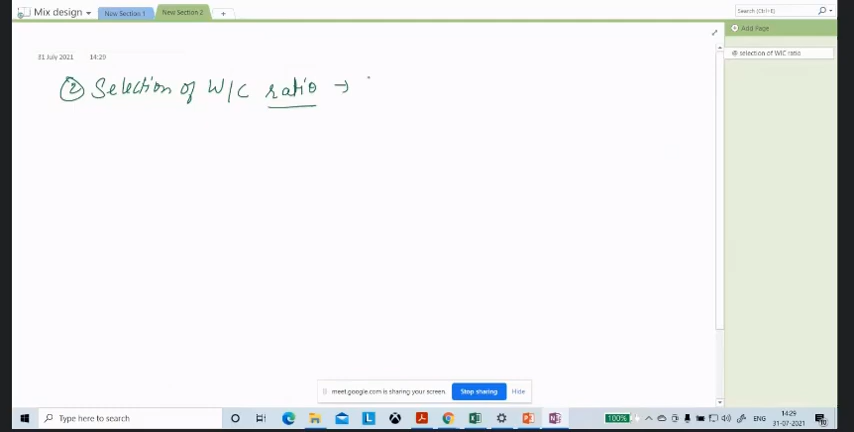 Mix design
New Section 1
New Section 2
+
Search (Ctrl+E)
Add Page
31 July 2021 14:29
selection of W/C ratio
② Selection of W/C ratio →
meet.google.com is sharing your screen.
Stop sharing
Hide
Type here to search
100%
ENG
14:29
31-07-2021